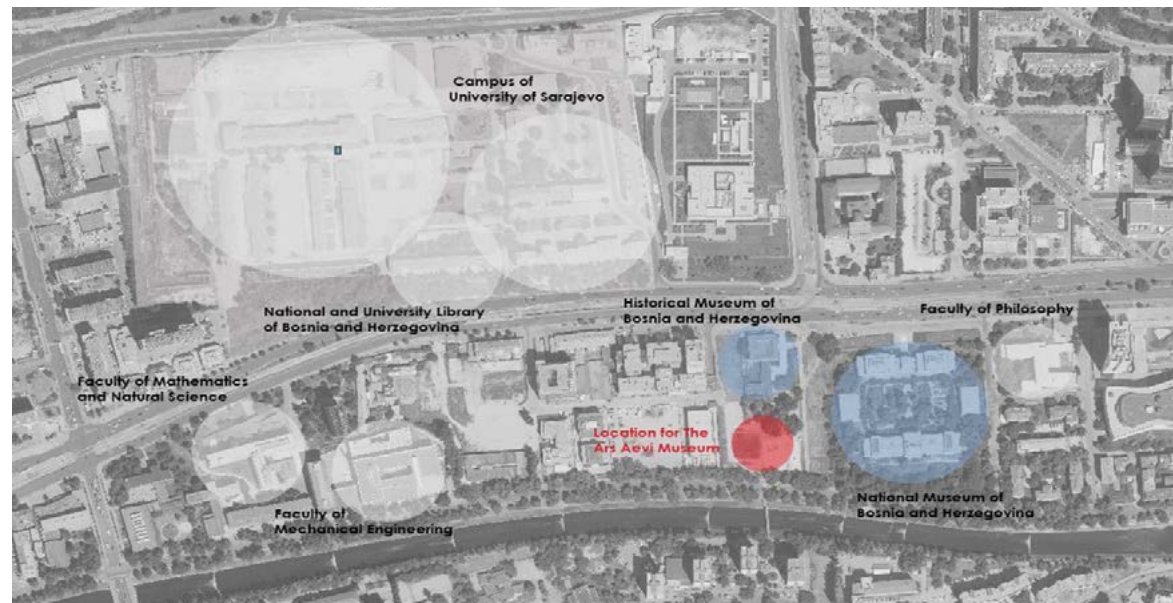 Campus of
University of Sarajevo
National and University Library
of Bosnia and Herzegovina
Historical Museum of
Bosnia and Herzegovina
Faculty of Philosophy
Faculty of Mathematics
and Natural Science
Location for The
Ars Aevi Museum
Faculty of
Mechanical Engineering
National Museum of
Bosnia and Herzegovina